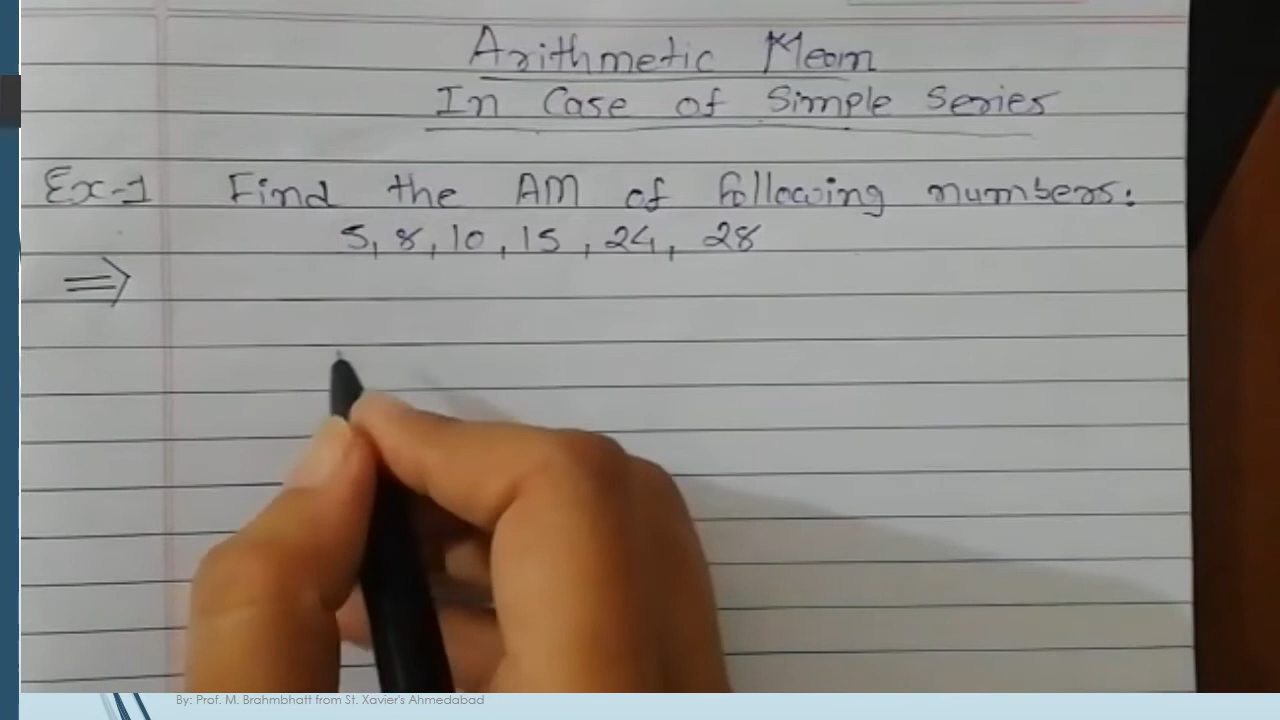 Arithmetic Mean
In Case of Simple Series
Ex-1 Find the AM of following numbers:
5, 8, 10, 15, 24, 28
⇒
By: Prof. M. Brahmbhatt from St. Xavier's Ahmedabad